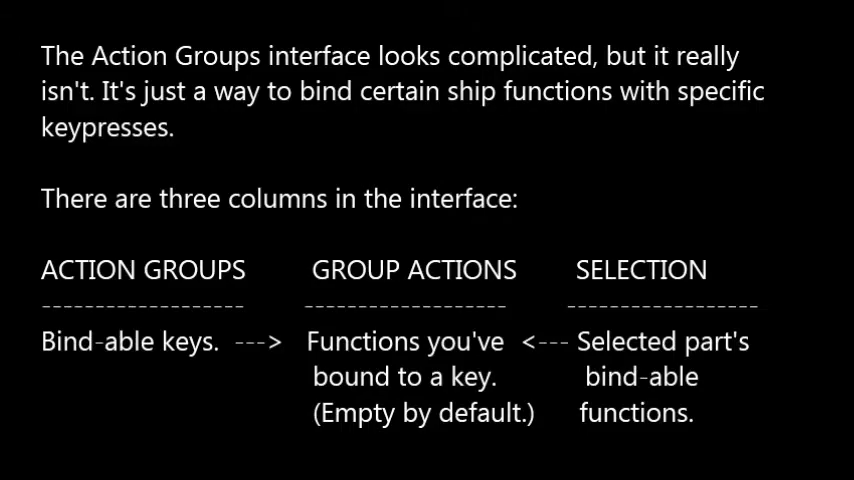 The Action Groups interface looks complicated, but it really
isn't. It's just a way to bind certain ship functions with specific
keypresses.
There are three columns in the interface:
ACTION GROUPS GROUP ACTIONS SELECTION
------------------- ------------------- ------------------
Bind-able keys. ---> Functions you've <--- Selected part's
bound to a key. bind-able
(Empty by default.) functions.